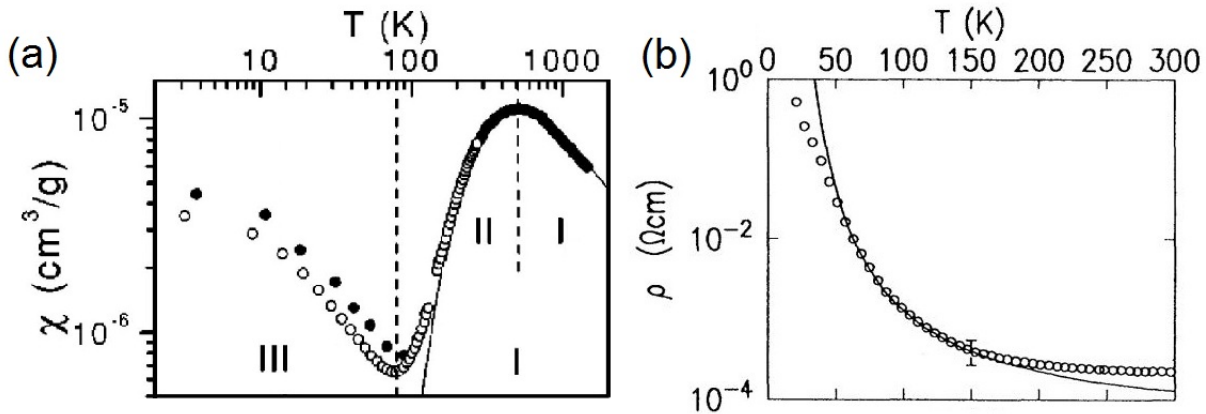 (a)
T (K)
10 100 1000
χ (cm³/g)
10⁻⁵
10⁻⁶
II
I
III
I
(b)
T (K)
0 50 100 150 200 250 300
ρ (Ωcm)
10⁰
10⁻²
10⁻⁴